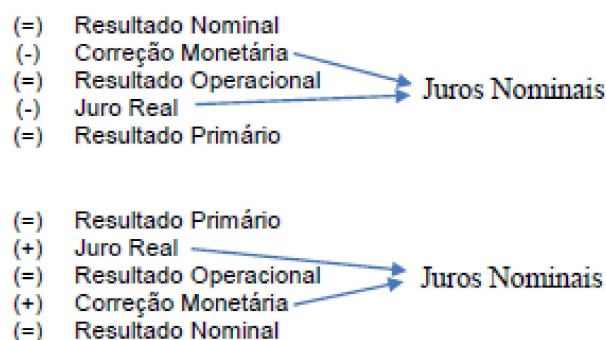 (=) Resultado Nominal
(-) Correção Monetária
(=) Resultado Operacional
(-) Juro Real
(=) Resultado Primário
Juros Nominais
(=) Resultado Primário
(+) Juro Real
(=) Resultado Operacional
(+) Correção Monetária
(=) Resultado Nominal
Juros Nominais